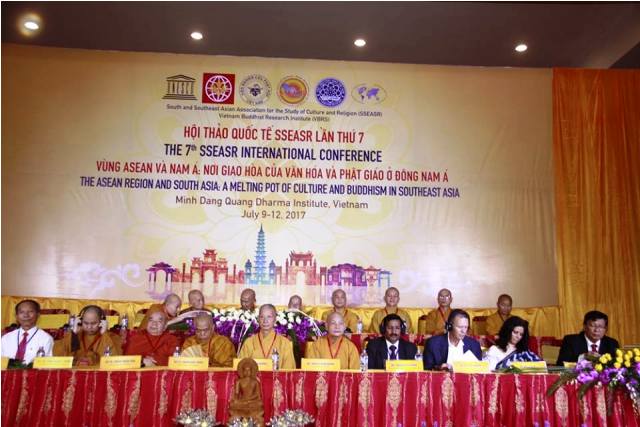 South and Southeast Asian Association for the Study of Culture and Religion (SSEASR)
Vietnam Buddhist Research Institute (VBRS)
HỘI THẢO QUỐC TẾ SSEASR LẦN THỨ 7
THE 7th SSEASR INTERNATIONAL CONFERENCE
VÙNG ASEAN VÀ NAM Á: NƠI GIAO HÒA CỦA VĂN HÓA VÀ PHẬT GIÁO Ở ĐÔNG NAM Á
THE ASEAN REGION AND SOUTH ASIA: A MELTING POT OF CULTURE AND BUDDHISM IN SOUTHEAST ASIA
Minh Dang Quang Dharma Institute, Vietnam
July 9-12, 2017